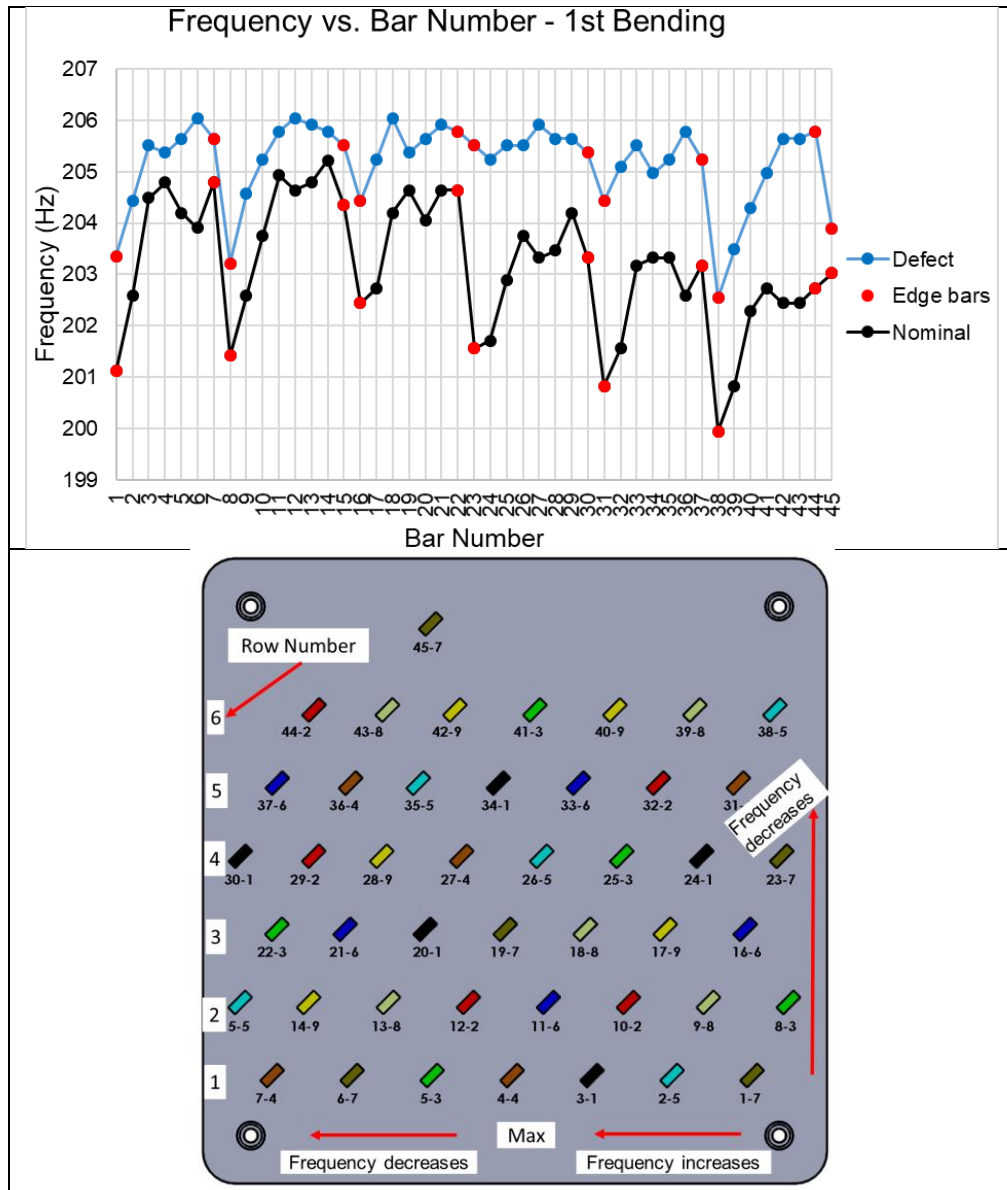 Frequency vs. Bar Number - 1st Bending
207
206
205
204
203
202
201
200
199
Frequency (Hz)
1 2 3 4 5 6 7 8 9 10 11 12 13 14 15 16 17 18 19 20 21 22 23 24 25 26 27 28 29 30 31 32 33 34 35 36 37 38 39 40 41 42 43 44 45
Bar Number
Defect
Edge bars
Nominal
45-7
Row Number
6
44-2 43-8 42-9 41-3 40-9 39-8 38-5
5
37-6 36-4 35-5 34-1 33-6 32-2 31-
Frequency
decreases
4
30-1 29-2 28-9 27-4 26-5 25-3 24-1 23-7
3
22-3 21-6 20-1 19-7 18-8 17-9 16-6
2
5-5 14-9 13-8 12-2 11-6 10-2 9-8 8-3
1
7-4 6-7 5-3 4-4 3-1 2-5 1-7
Max
Frequency decreases
Frequency increases